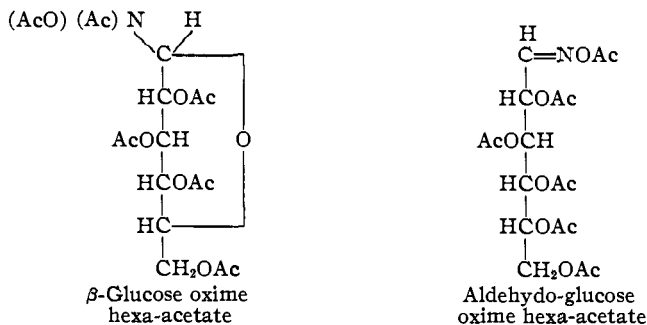 (AcO) (Ac) N H
C
HCOAc
AcOCH O
HCOAc
HC
CH₂OAc
β-Glucose oxime
hexa-acetate
H
C=NOAc
HCOAc
AcOCH
HCOAc
HCOAc
CH₂OAc
Aldehydo-glucose
oxime hexa-acetate